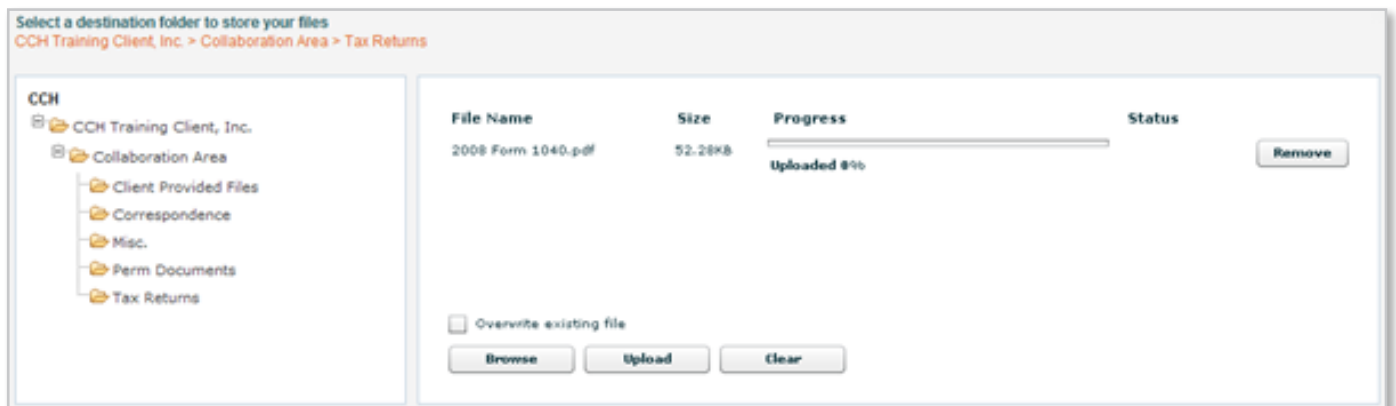 Select a destination folder to store your files
CCH Training Client, Inc. > Collaboration Area > Tax Returns
CCH
CCH Training Client, Inc.
Collaboration Area
Client Provided Files
Correspondence
Misc.
Perm Documents
Tax Returns
File Name Size Progress Status
2008 Form 1040.pdf 52.28KB Remove
Uploaded 0%
Overwrite existing file
Browse Upload Clear